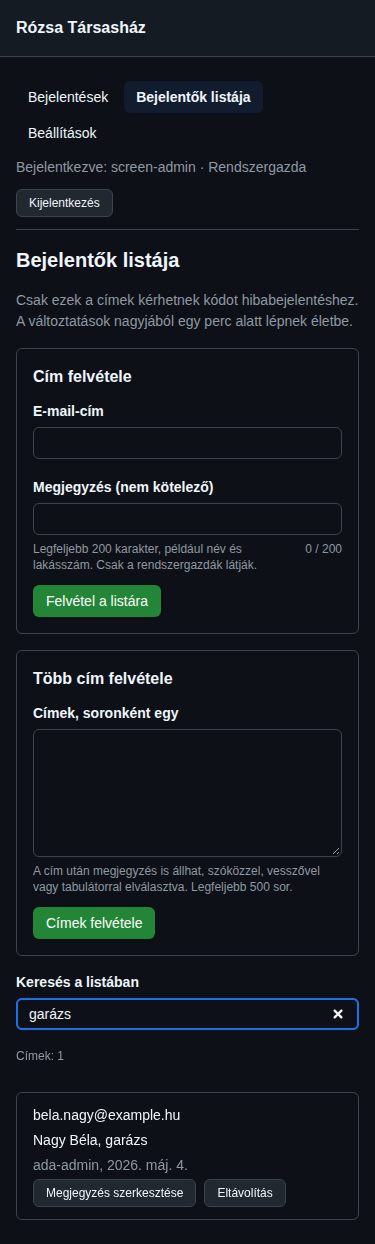 Rózsa Társasház
Bejelentések
Bejelentők listája
Beállítások
Bejelentkezve: screen-admin · Rendszergazda
Kijelentkezés
Bejelentők listája
Csak ezek a címek kérhetnek kódot hibabejelentéshez.
A változtatások nagyjából egy perc alatt lépnek életbe.
Cím felvétele
E-mail-cím
Megjegyzés (nem kötelező)
Legfeljebb 200 karakter, például név és
lakásszám. Csak a rendszergazdák látják.
0 / 200
Felvétel a listára
Több cím felvétele
Címek, soronként egy
A cím után megjegyzés is állhat, szóközzel, vesszővel
vagy tabulátorral elválasztva. Legfeljebb 500 sor.
Címek felvétele
Keresés a listában
garázs
Címek: 1
bela.nagy@example.hu
Nagy Béla, garázs
ada-admin, 2026. máj. 4.
Megjegyzés szerkesztése
Eltávolítás